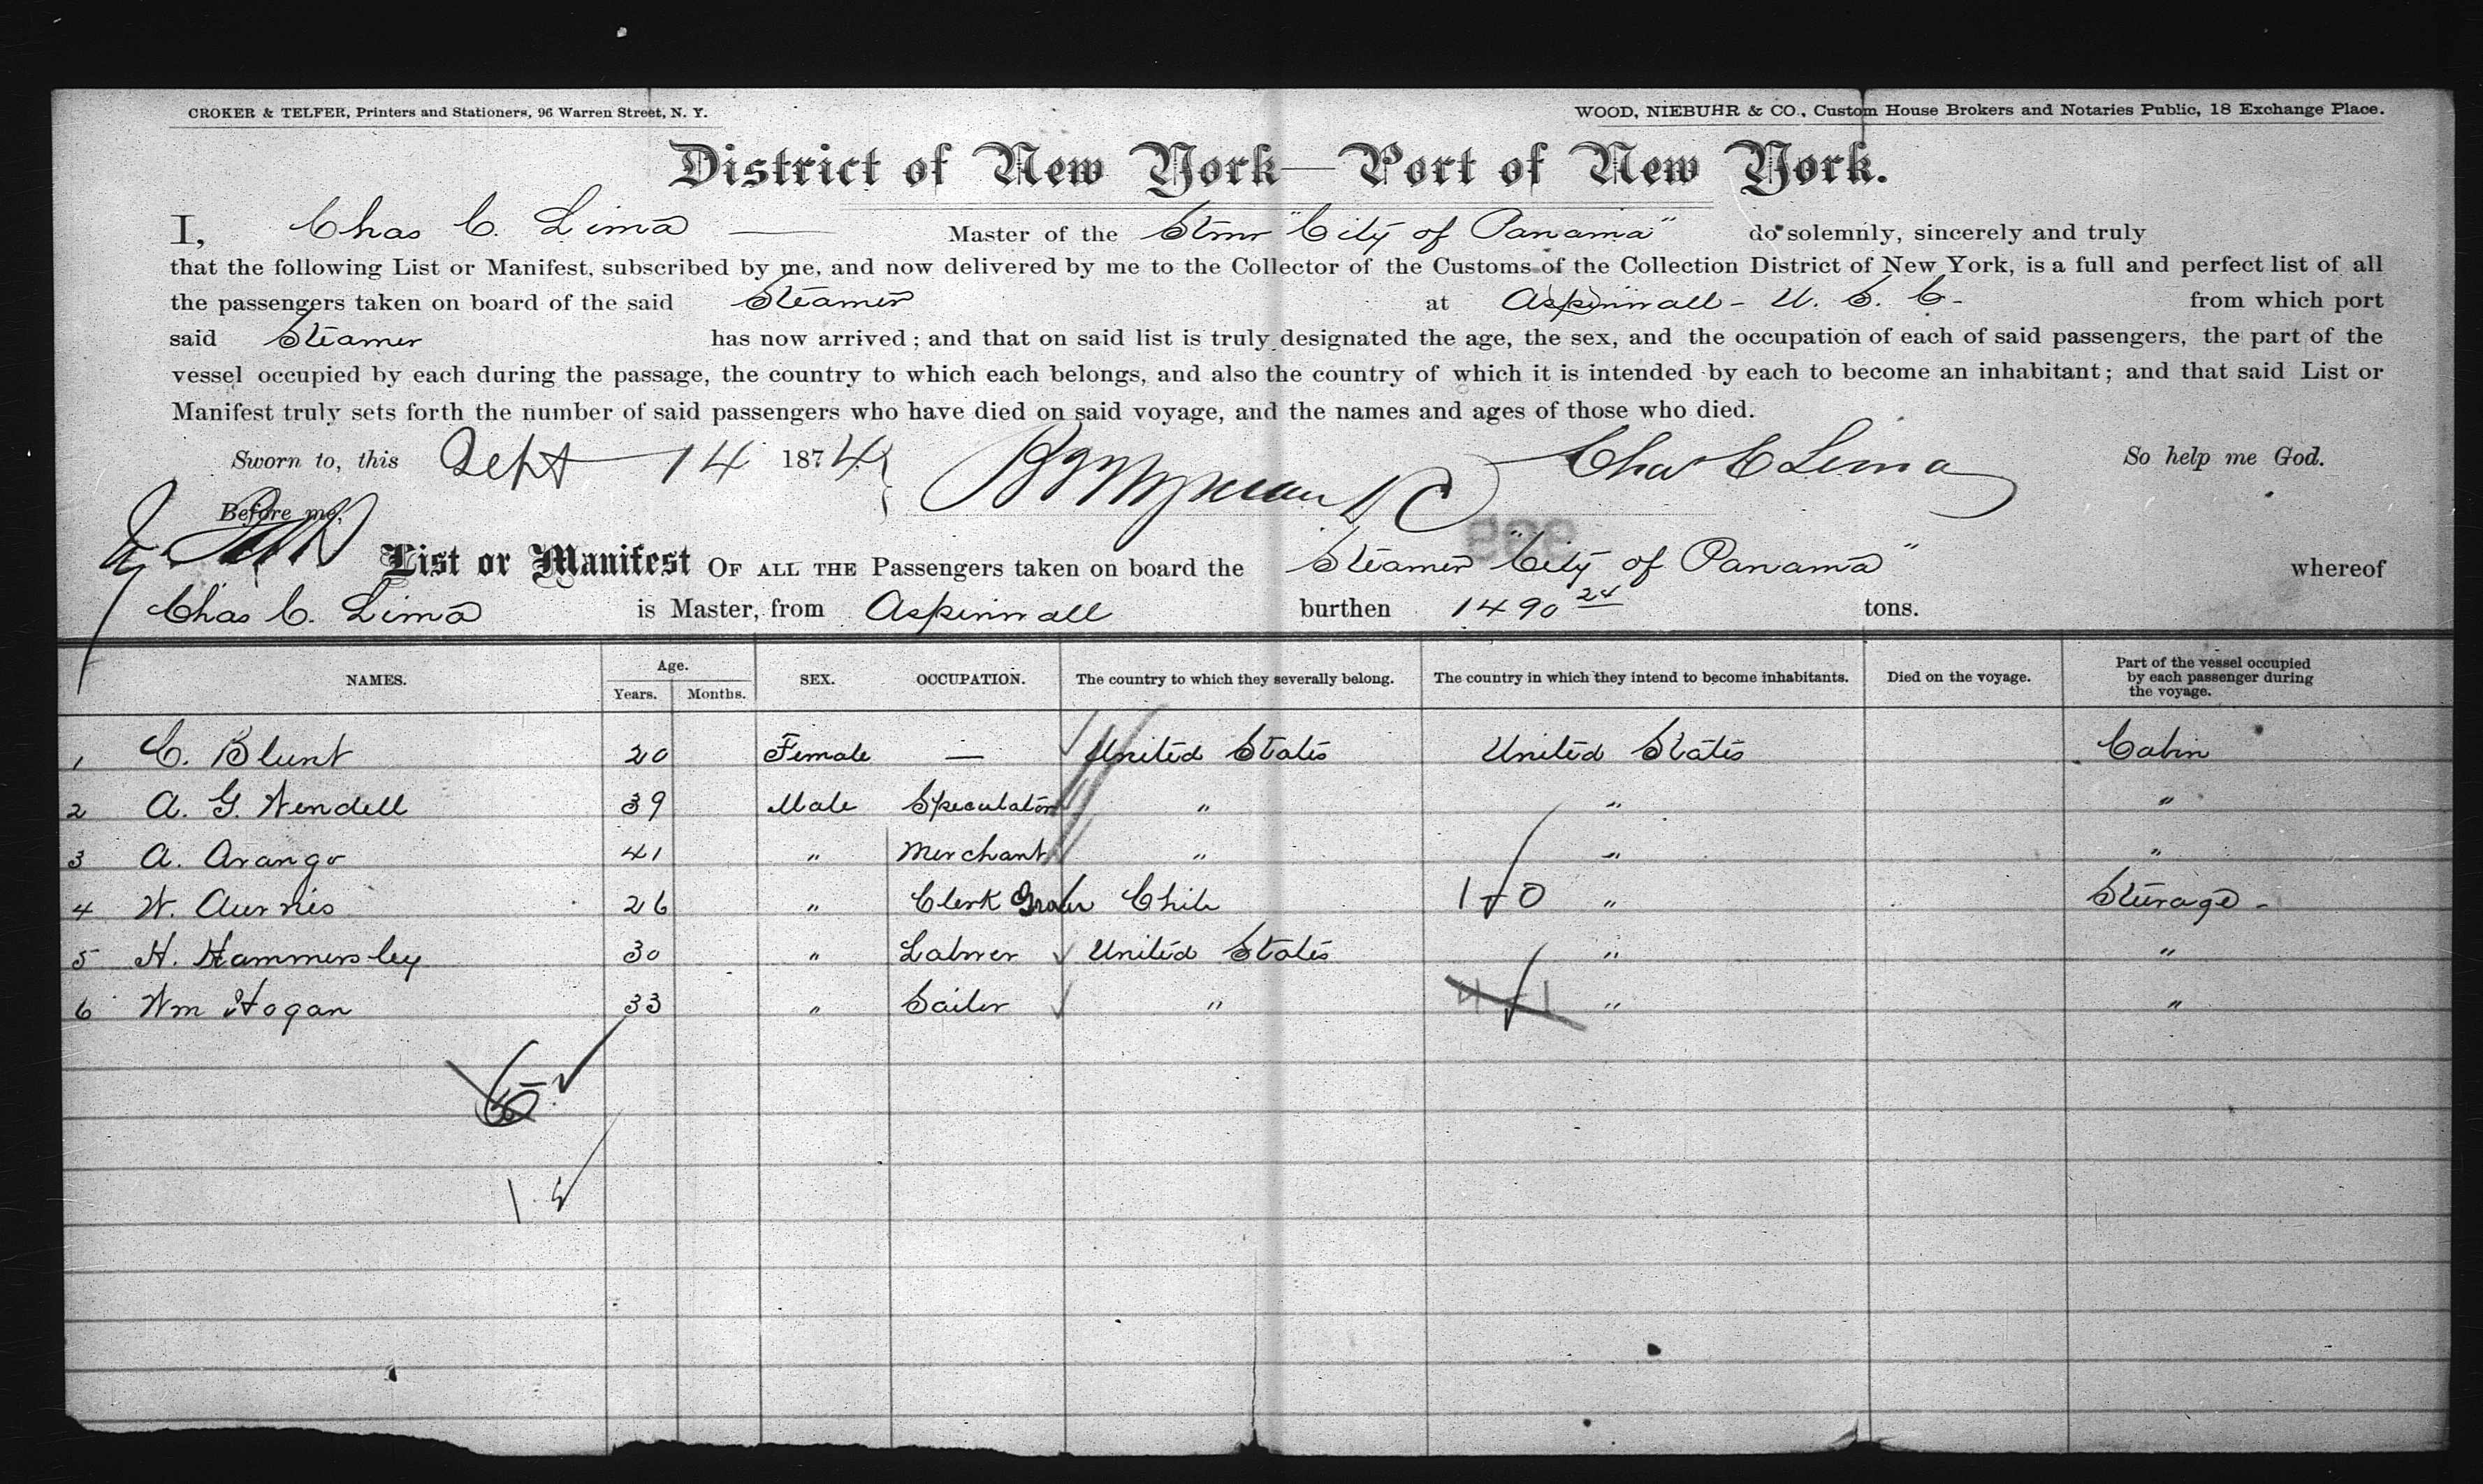 CROKER & TELFER, Printers and Stationers, 96 Warren Street, N. Y.
WOOD, NIEBUHR & CO., Custom House Brokers and Notaries Public, 18 Exchange Place.
District of New York—Port of New York.
I, Chas C. Lima — Master of the Stmr "City of Panama" do solemnly, sincerely and truly
that the following List or Manifest, subscribed by me, and now delivered by me to the Collector of the Customs of the Collection District of New York, is a full and perfect list of all
the passengers taken on board of the said Steamer at Aspinwall - U. S. C. - from which port
said Steamer has now arrived; and that on said list is truly designated the age, the sex, and the occupation of each of said passengers, the part of the
vessel occupied by each during the passage, the country to which each belongs, and also the country of which it is intended by each to become an inhabitant; and that said List or
Manifest truly sets forth the number of said passengers who have died on said voyage, and the names and ages of those who died.
Sworn to, this Sept 14 1874 Chas C Lima So help me God.
Before me,
List or Manifest OF ALL THE Passengers taken on board the Steamer "City of Panama" whereof
Chas C. Lima is Master, from Aspinwall burthen 1490 24 tons.
NAMES. Age. Years. Months. SEX. OCCUPATION. The country to which they severally belong. The country in which they intend to become inhabitants. Died on the voyage. Part of the vessel occupied by each passenger during the voyage.
1 C. Blunt 20 Female — United States United States Cabin
2 A. G. Wendell 39 Male Speculator " " "
3 A. Arango 41 " Merchant " " "
4 W. 26 " Clerk Chili 1-0 " Steerage -
5 H. Hammersley 30 " Laborer United States " "
6 Wm Hogan 33 " Sailor " " "